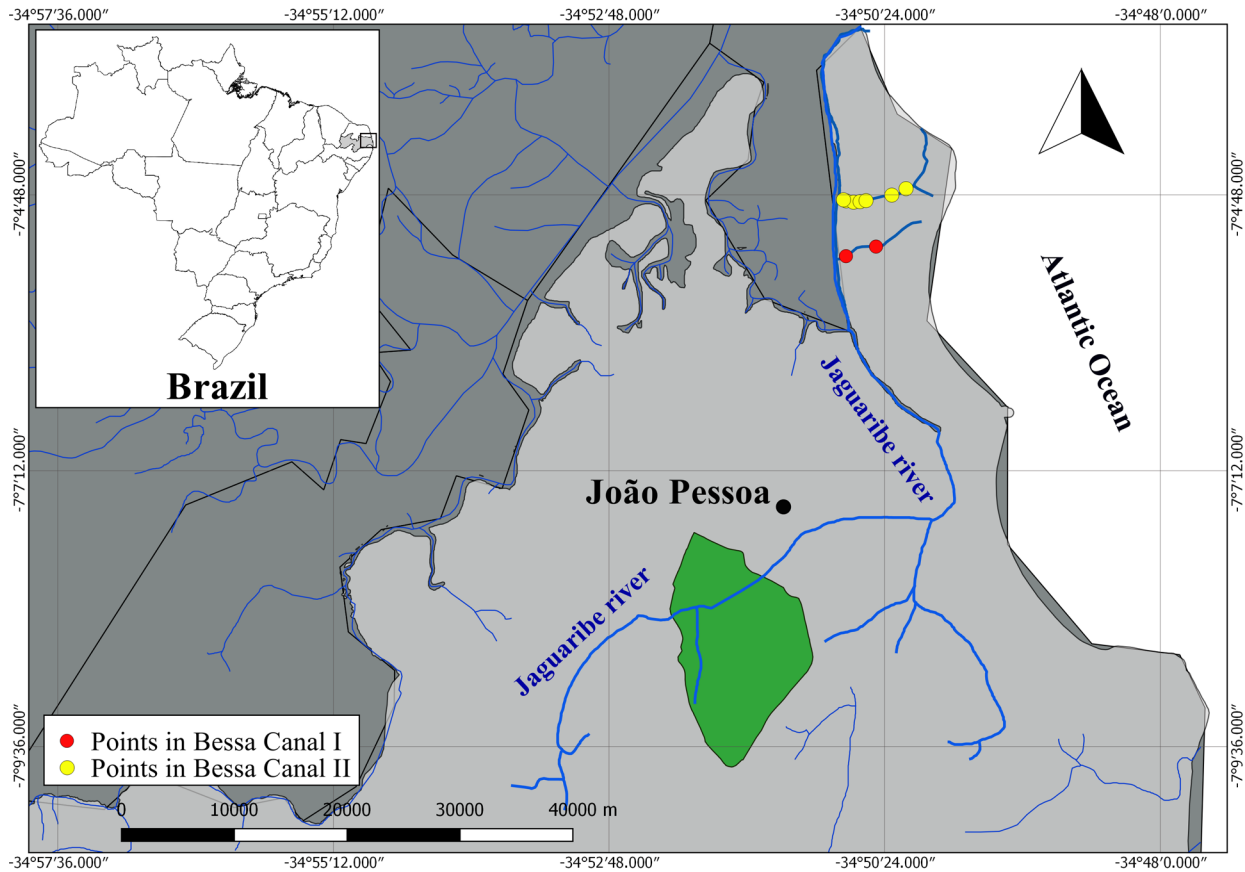 -34°57′36.000″ -34°55′12.000″ -34°52′48.000″ -34°50′24.000″ -34°48′0.000″
-7°4′48.000″ -7°4′48.000″
Brazil
Atlantic Ocean
Jaguaribe river
-7°7′12.000″ -7°7′12.000″
João Pessoa
Jaguaribe river
-7°9′36.000″ -7°9′36.000″
Points in Bessa Canal I
Points in Bessa Canal II
0 10000 20000 30000 40000 m
-34°57′36.000″ -34°55′12.000″ -34°52′48.000″ -34°50′24.000″ -34°48′0.000″